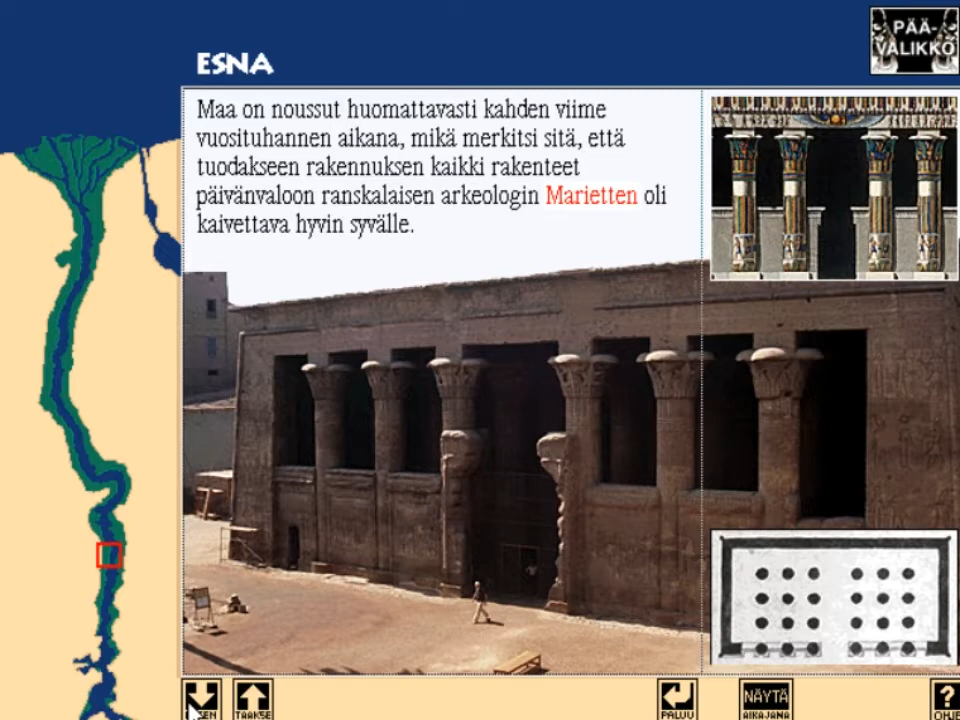 PÄÄ-
VALIKKO
ESNA
Maa on noussut huomattavasti kahden viime
vuosituhannen aikana, mikä merkitsi sitä, että
tuodakseen rakennuksen kaikki rakenteet
päivänvaloon ranskalaisen arkeologin Marietten oli
kaivettava hyvin syvälle.
TAAKSE
PALUU
NÄYTÄ
AIKAJANA
?